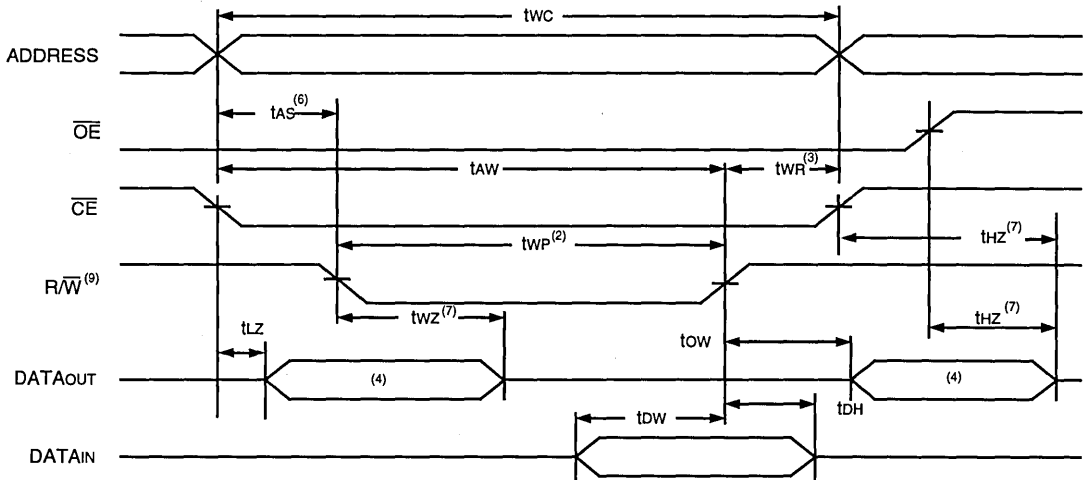 tWC
ADDRESS
tAS(6)
OE
tAW
tWR(3)
CE
tWP(2)
tHZ(7)
R/W(9)
tWZ(7)
tHZ(7)
tLZ
tOW
DATAOUT
(4)
(4)
tDW
tDH
DATAIN